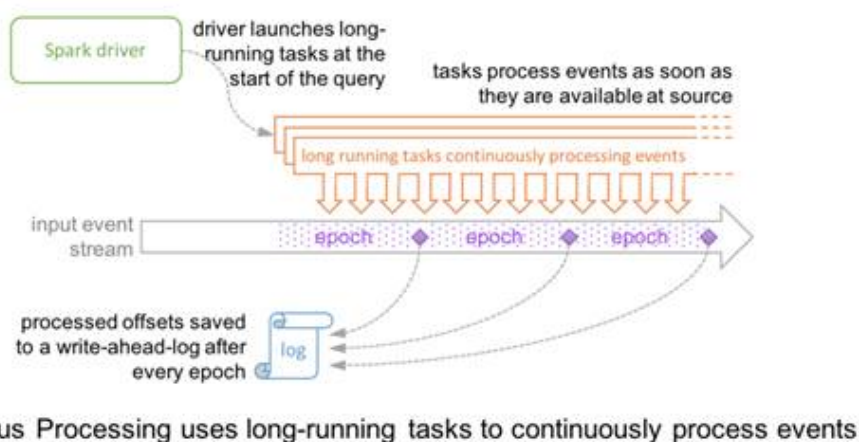 Spark driver
driver launches long-
running tasks at the
start of the query
tasks process events as soon as
they are available at source
long running tasks continuously processing events
input event
stream
epoch
epoch
epoch
processed offsets saved
to a write-ahead-log after
every epoch
log
us Processing uses long-running tasks to continuously process events